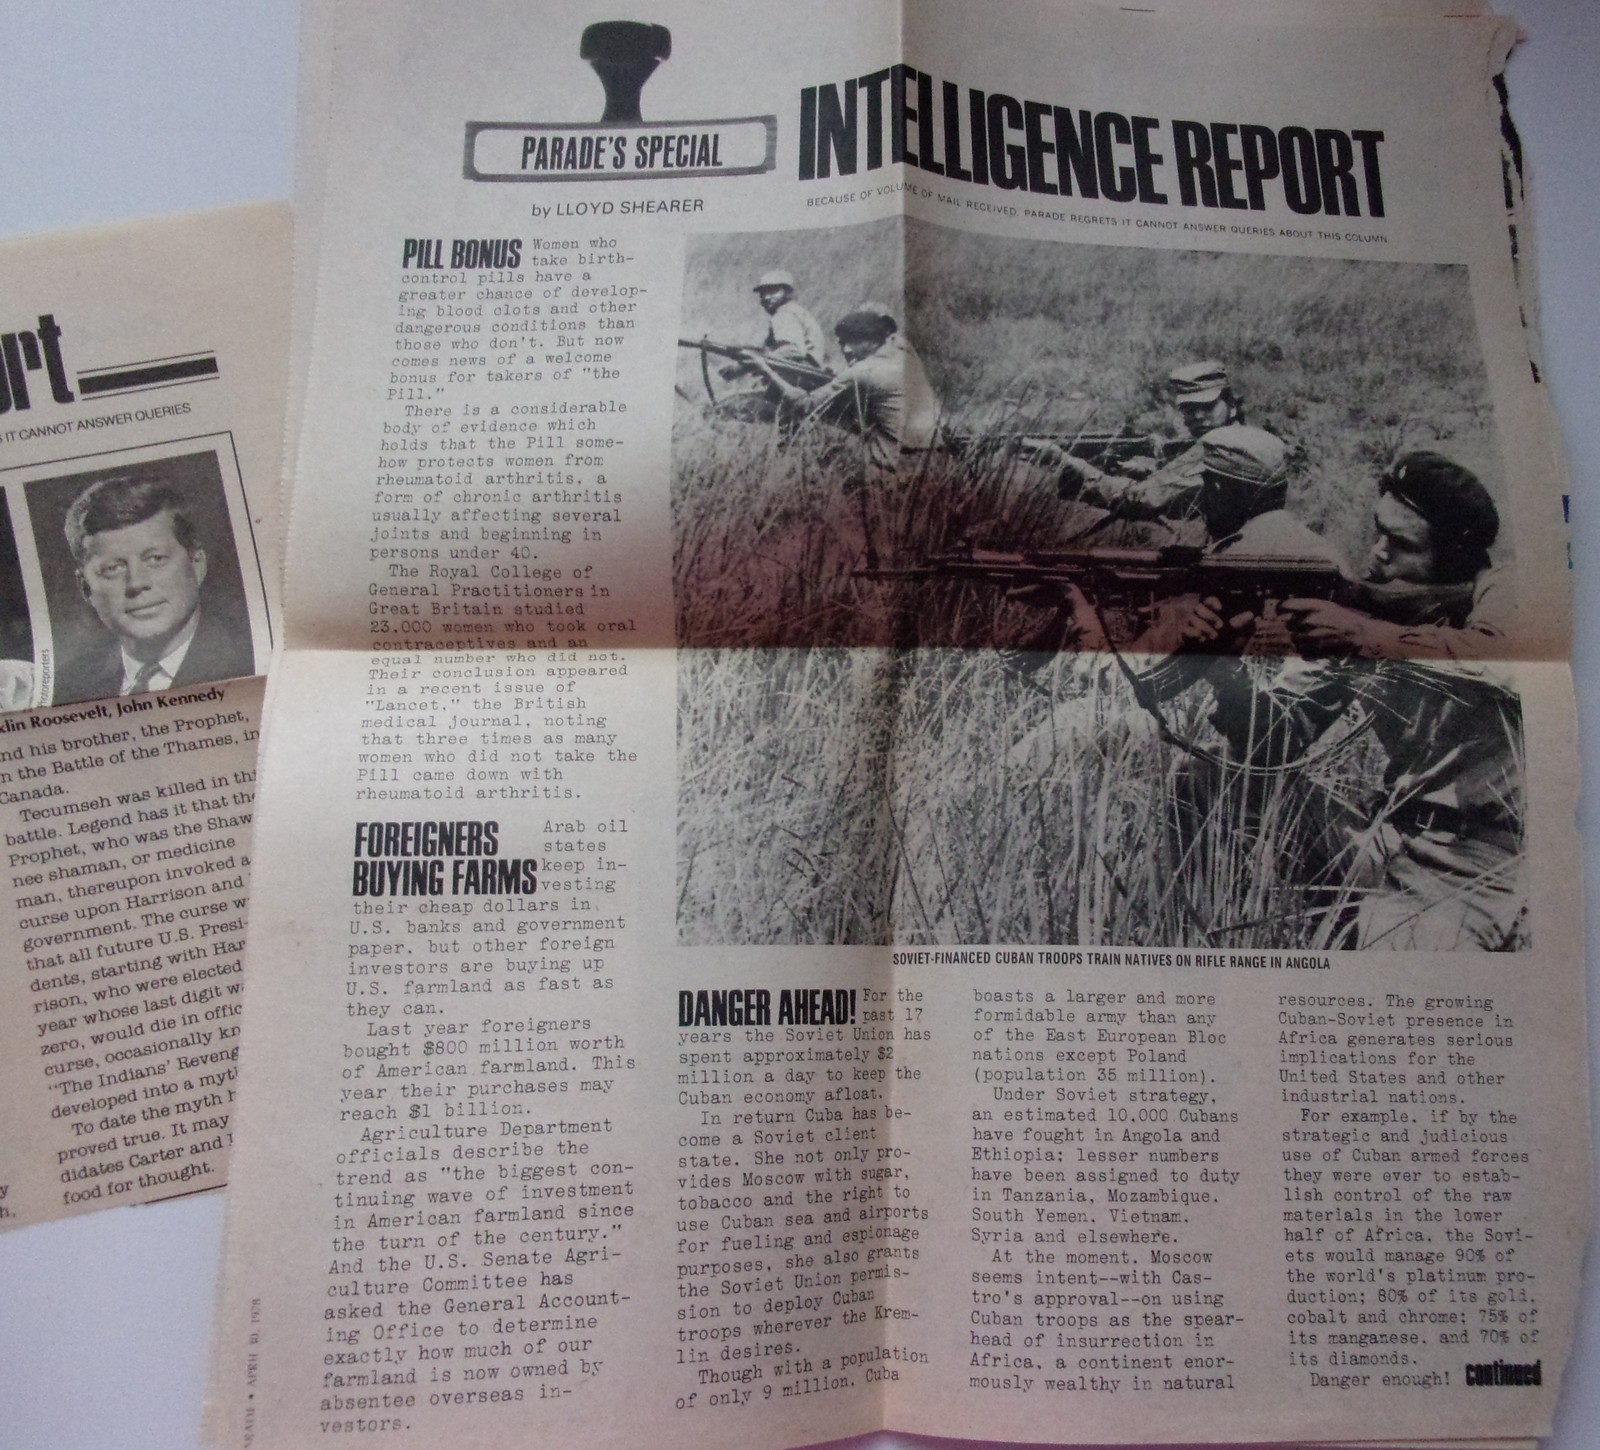 ort
S IT CANNOT ANSWER QUERIES
klin Roosevelt, John Kennedy
nd his brother, the Prophet,
n the Battle of the Thames, in
Canada.
Tecumseh was killed in thi
battle. Legend has it that the
Prophet, who was the Shaw
nee shaman, or medicine
man, thereupon invoked a
curse upon Harrison and
government. The curse w
that all future U.S. Presi-
dents, starting with Har
rison, who were elected
year whose last digit w
zero, would die in offic
curse, occasionally kn
"The Indians' Reveng
developed into a myt
To date the myth h
proved true. It may
didates Carter and
food for thought.
PARADE'S SPECIAL
INTELLIGENCE REPORT
by LLOYD SHEARER
BECAUSE OF VOLUME OF MAIL RECEIVED, PARADE REGRETS IT CANNOT ANSWER QUERIES ABOUT THIS COLUMN.
PILL BONUS Women who
take birth-
control pills have a
greater chance of develop-
ing blood clots and other
dangerous conditions than
those who don't. But now
comes news of a welcome
bonus for takers of "the
Pill."
There is a considerable
body of evidence which
holds that the Pill some-
how protects women from
rheumatoid arthritis, a
form of chronic arthritis
usually affecting several
joints and beginning in
persons under 40.
The Royal College of
General Practitioners in
Great Britain studied
23,000 women who took oral
contraceptives and an
equal number who did not.
Their conclusion appeared
in a recent issue of
"Lancet," the British
medical journal, noting
that three times as many
women who did not take the
Pill came down with
rheumatoid arthritis.
FOREIGNERS
BUYING FARMS
Arab oil
states
keep in-
vesting
their cheap dollars in
U.S. banks and government
paper, but other foreign
investors are buying up
U.S. farmland as fast as
they can.
Last year foreigners
bought $800 million worth
of American farmland. This
year their purchases may
reach $1 billion.
Agriculture Department
officials describe the
trend as "the biggest con-
tinuing wave of investment
in American farmland since
the turn of the century."
And the U.S. Senate Agri-
culture Committee has
asked the General Account-
ing Office to determine
exactly how much of our
farmland is now owned by
absentee overseas in-
vestors.
SOVIET-FINANCED CUBAN TROOPS TRAIN NATIVES ON RIFLE RANGE IN ANGOLA
DANGER AHEAD! For the
past 17
years the Soviet Union has
spent approximately $2
million a day to keep the
Cuban economy afloat.
In return Cuba has be-
come a Soviet client
state. She not only pro-
vides Moscow with sugar,
tobacco and the right to
use Cuban sea and airports
for fueling and espionage
purposes, she also grants
the Soviet Union permis-
sion to deploy Cuban
troops wherever the Krem-
lin desires.
Though with a population
of only 9 million, Cuba
boasts a larger and more
formidable army than any
of the East European Bloc
nations except Poland
(population 35 million).
Under Soviet strategy,
an estimated 10,000 Cubans
have fought in Angola and
Ethiopia; lesser numbers
have been assigned to duty
in Tanzania, Mozambique,
South Yemen, Vietnam,
Syria and elsewhere.
At the moment, Moscow
seems intent--with Cas-
tro's approval--on using
Cuban troops as the spear-
head of insurrection in
Africa, a continent enor-
mously wealthy in natural
resources. The growing
Cuban-Soviet presence in
Africa generates serious
implications for the
United States and other
industrial nations.
For example, if by the
strategic and judicious
use of Cuban armed forces
they were ever to estab-
lish control of the raw
materials in the lower
half of Africa, the Sovi-
ets would manage 90% of
the world's platinum pro-
duction; 80% of its gold,
cobalt and chrome; 75% of
its manganese, and 70% of
its diamonds.
Danger enough! continued
APRIL 10, 1978